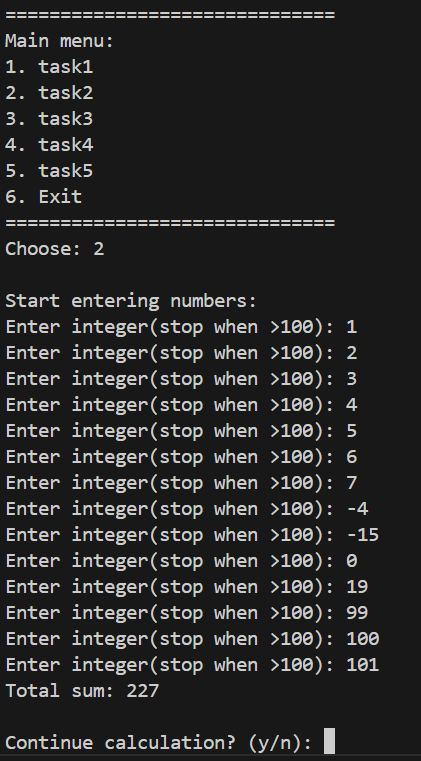 ==============================
Main menu:
1. task1
2. task2
3. task3
4. task4
5. task5
6. Exit
==============================
Choose: 2
Start entering numbers:
Enter integer(stop when >100): 1
Enter integer(stop when >100): 2
Enter integer(stop when >100): 3
Enter integer(stop when >100): 4
Enter integer(stop when >100): 5
Enter integer(stop when >100): 6
Enter integer(stop when >100): 7
Enter integer(stop when >100): -4
Enter integer(stop when >100): -15
Enter integer(stop when >100): 0
Enter integer(stop when >100): 19
Enter integer(stop when >100): 99
Enter integer(stop when >100): 100
Enter integer(stop when >100): 101
Total sum: 227
Continue calculation? (y/n):